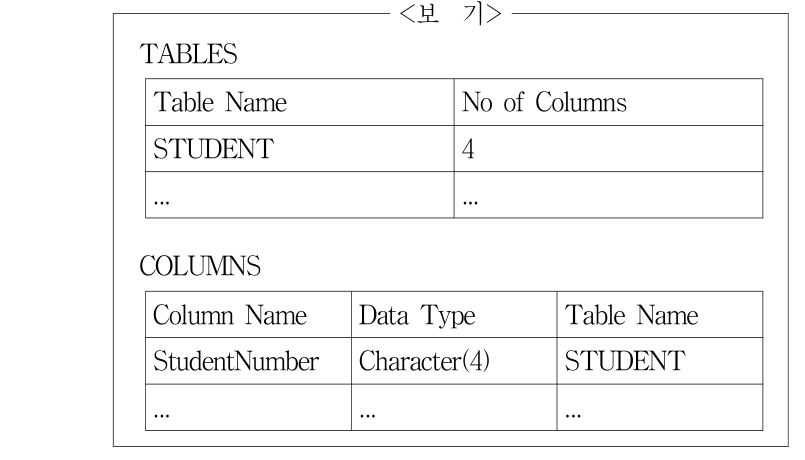 <보 기>
TABLES
Table Name No of Columns
STUDENT 4
... ...
COLUMNS
Column Name Data Type Table Name
StudentNumber Character(4) STUDENT
... ... ...